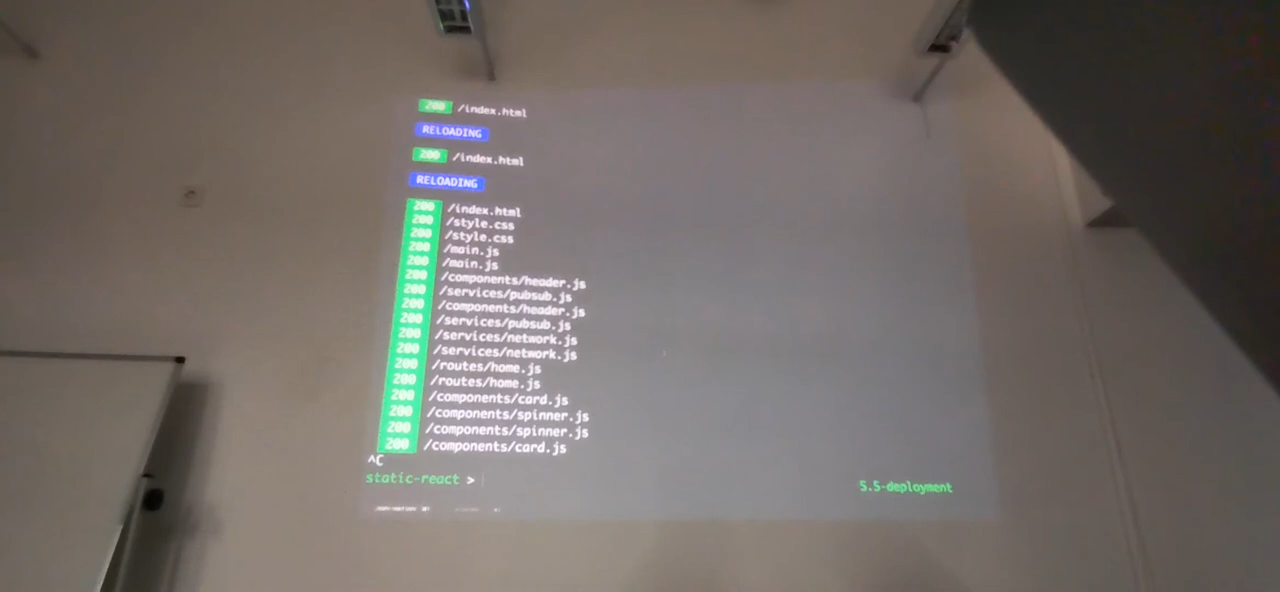 200 /index.html
RELOADING
200 /index.html
RELOADING
200 /index.html
200 /style.css
200 /style.css
200 /main.js
200 /main.js
200 /components/header.js
200 /services/pubsub.js
200 /components/header.js
200 /services/pubsub.js
200 /services/network.js
200 /services/network.js
200 /routes/home.js
200 /routes/home.js
200 /components/card.js
200 /components/spinner.js
200 /components/spinner.js
200 /components/card.js
^C
static-react >
5.5-deployment